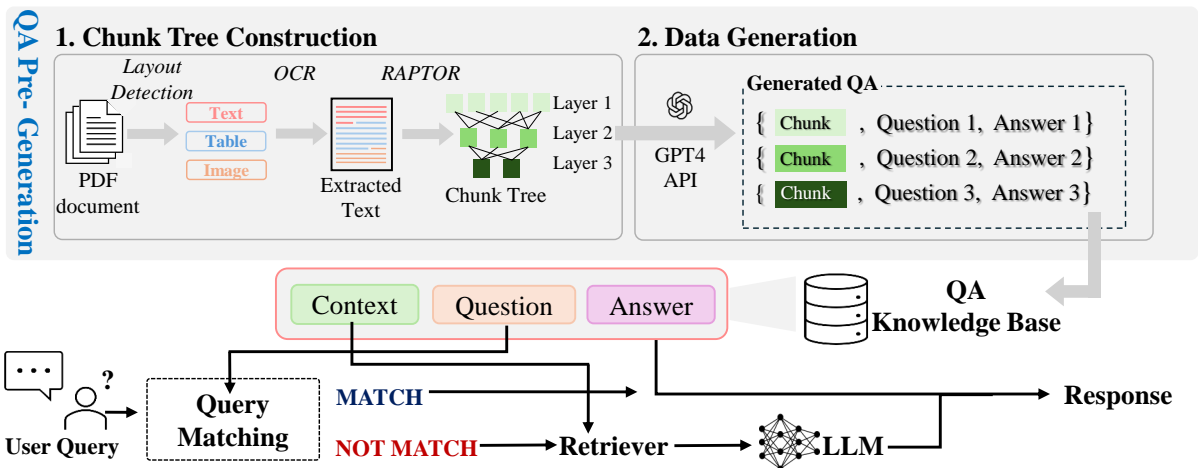 QA Pre- Generation
1. Chunk Tree Construction
Layout
Detection
OCR
RAPTOR
PDF
document
Text
Table
Image
Extracted
Text
Layer 1
Layer 2
Layer 3
Chunk Tree
2. Data Generation
GPT4
API
Generated QA
{ Chunk , Question 1, Answer 1}
{ Chunk , Question 2, Answer 2}
{ Chunk , Question 3, Answer 3}
Context
Question
Answer
QA
Knowledge Base
?
User Query
Query
Matching
MATCH
NOT MATCH
Retriever
LLM
Response